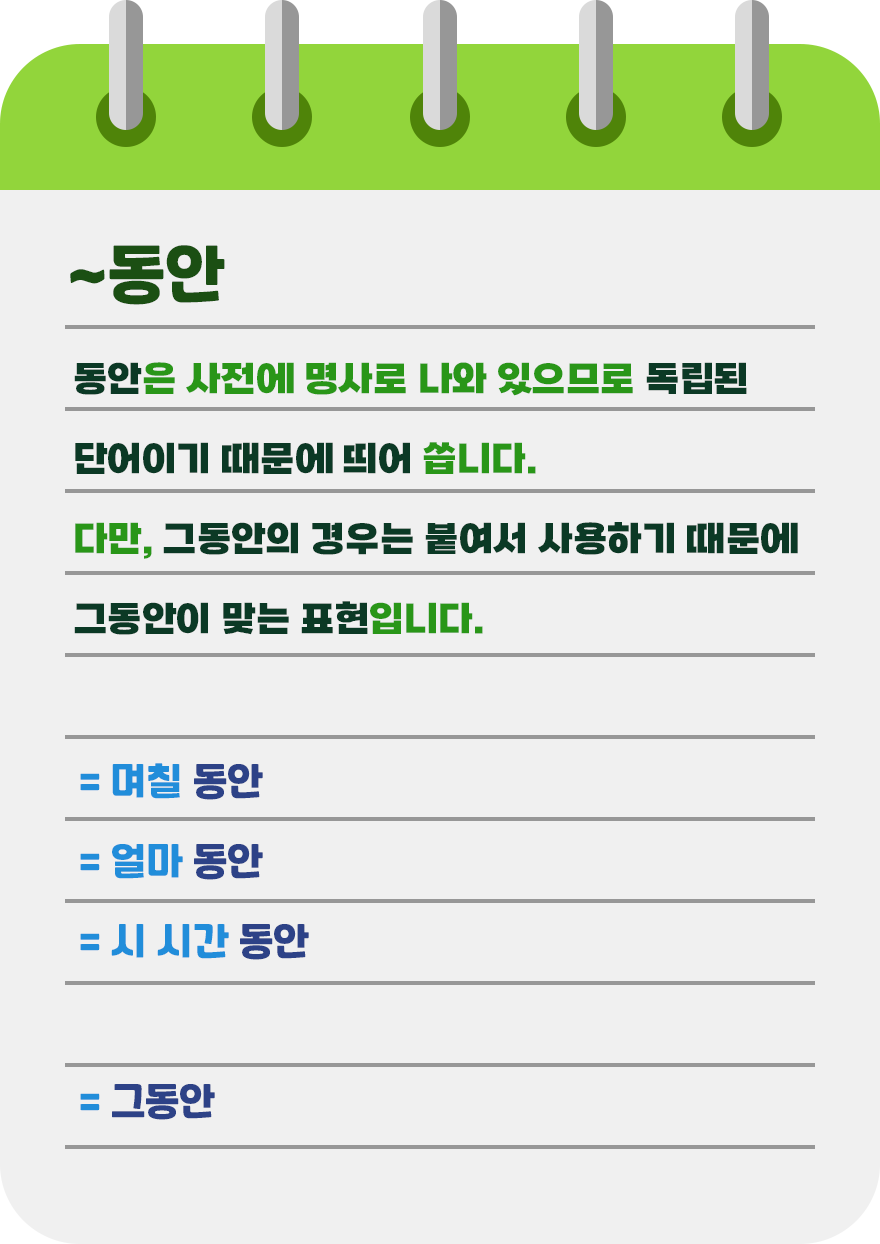 ~동안
동안은 사전에 명사로 나와 있으므로 독립된
단어이기 때문에 띄어 씁니다.
다만, 그동안의 경우는 붙여서 사용하기 때문에
그동안이 맞는 표현입니다.
= 며칠 동안
= 얼마 동안
= 시 시간 동안
= 그동안